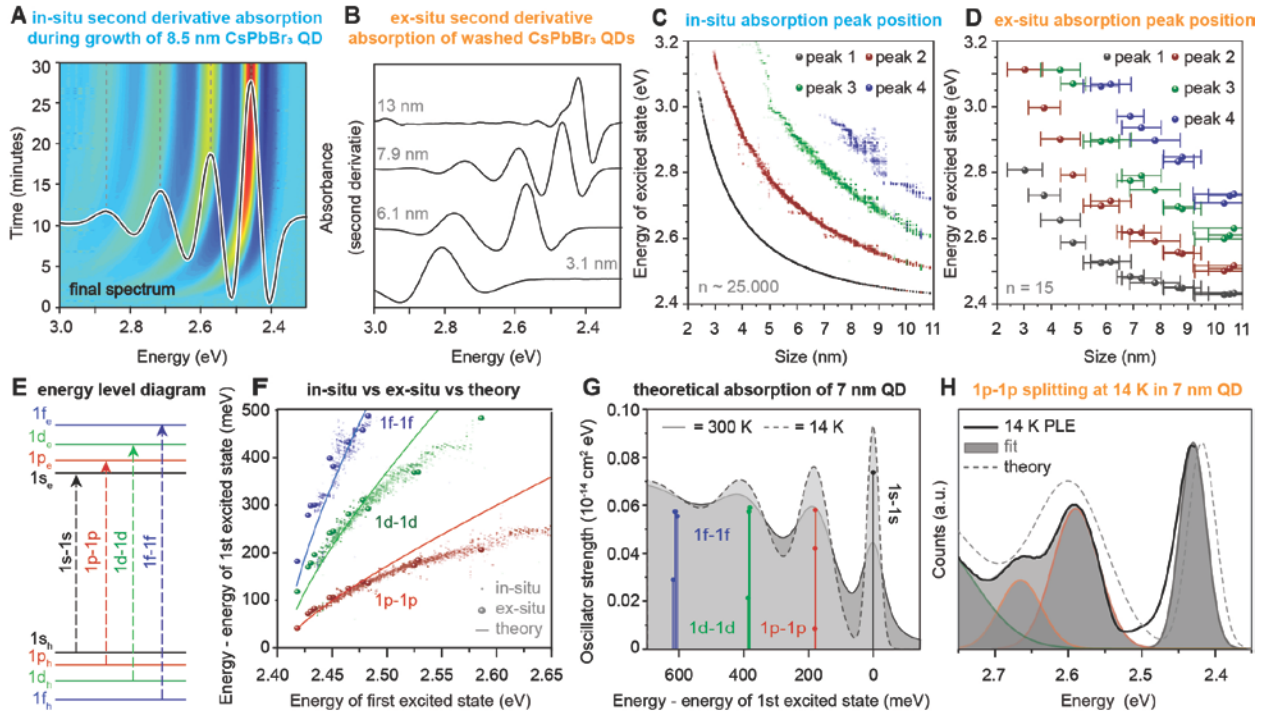 A in-situ second derivative absorption
during growth of 8.5 nm CsPbBr₃ QD
Time (minutes)
30
25
20
15
10
5
0
final spectrum
3.0 2.9 2.8 2.7 2.6 2.5 2.4 2.3
Energy (eV)
B ex-situ second derivative
absorption of washed CsPbBr₃ QDs
Absorbance
(second derivatie)
13 nm
7.9 nm
6.1 nm
3.1 nm
3.0 2.9 2.8 2.7 2.6 2.5 2.4
Energy (eV)
C in-situ absorption peak position
Energy of excited state (eV)
3.2
3.0
2.8
2.6
2.4
peak 1 peak 2
peak 3 peak 4
n ~ 25.000
2 3 4 5 6 7 8 9 10 11
Size (nm)
D ex-situ absorption peak position
Energy of excited state (eV)
3.2
3.0
2.8
2.6
2.4
peak 1
peak 2
peak 3
peak 4
n = 15
2 3 4 5 6 7 8 9 10 11
Size (nm)
E energy level diagram
1fₑ
1dₑ
1pₑ
1sₑ
1s-1s
1p-1p
1d-1d
1f-1f
1sₕ
1pₕ
1dₕ
1fₕ
F in-situ vs ex-situ vs theory
Energy - energy of 1st excited state (meV)
500
400
300
200
100
0
1f-1f
1d-1d
1p-1p
in-situ
ex-situ
theory
2.40 2.45 2.50 2.55 2.60 2.65
Energy of first excited state (eV)
G theoretical absorption of 7 nm QD
Oscillator strength (10⁻¹⁴ cm² eV)
0.10
0.08
0.06
0.04
0.02
0
= 300 K = 14 K
1s-1s
1f-1f
1d-1d
1p-1p
600 400 200 0
Energy - energy of 1st excited state (meV)
H 1p-1p splitting at 14 K in 7 nm QD
Counts (a.u.)
14 K PLE
fit
theory
2.7 2.6 2.5 2.4
Energy (eV)